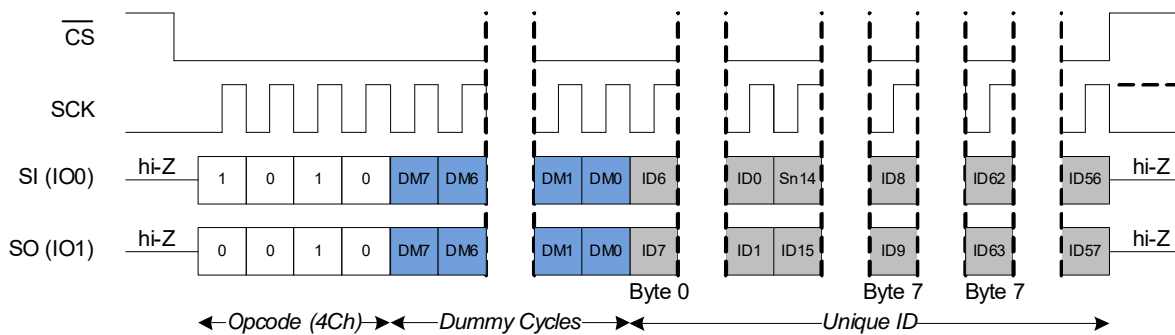 CS
SCK
SI (IO0) hi-Z 1 0 1 0 DM7 DM6 DM1 DM0 ID6 ID0 Sn14 ID8 ID62 ID56 hi-Z
SO (IO1) hi-Z 0 0 1 0 DM7 DM6 DM1 DM0 ID7 ID1 ID15 ID9 ID63 ID57 hi-Z
Byte 0 Byte 7 Byte 7
Opcode (4Ch) Dummy Cycles Unique ID